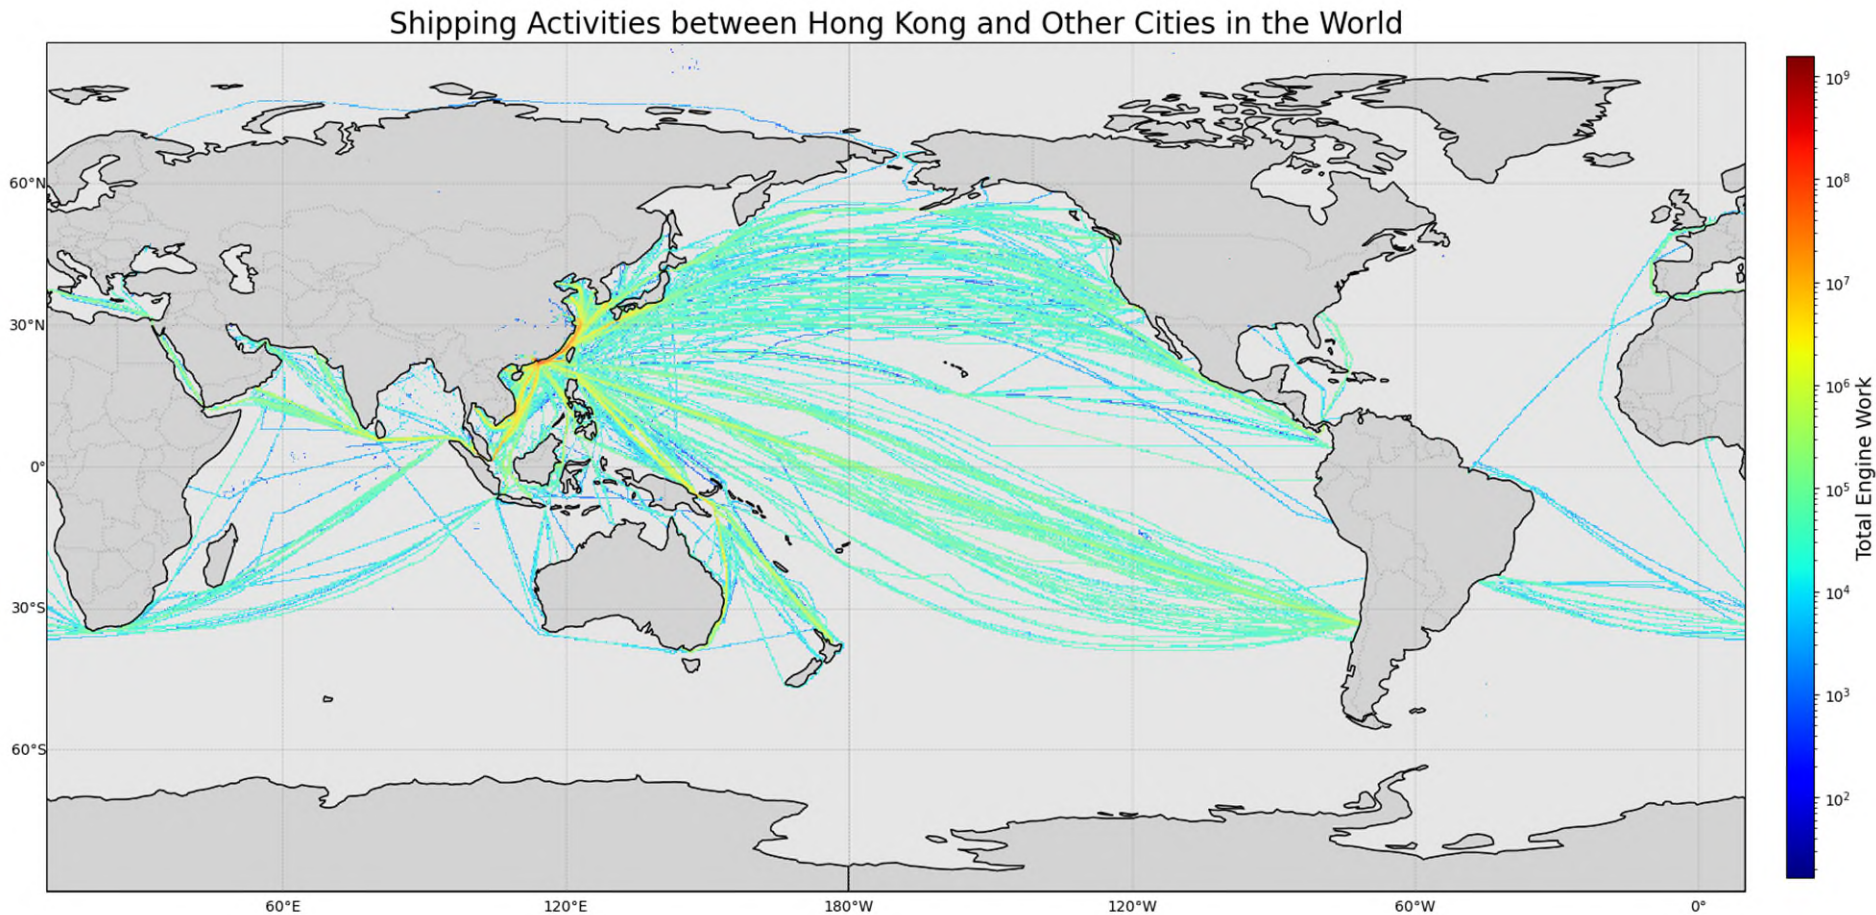 Shipping Activities between Hong Kong and Other Cities in the World
60°N
30°N
0°
30°S
60°S
60°E
120°E
180°W
120°W
60°W
0°
10⁹
10⁸
10⁷
10⁶
10⁵
10⁴
10³
10²
Total Engine Work